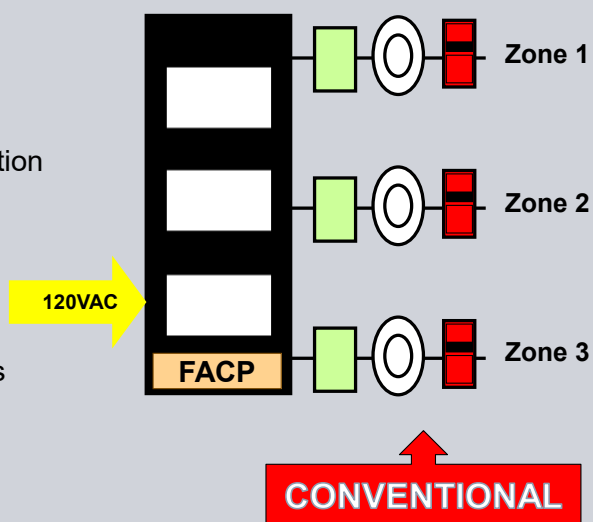 Zone 1
Zone 2
120VAC
Zone 3
FACP
CONVENTIONAL